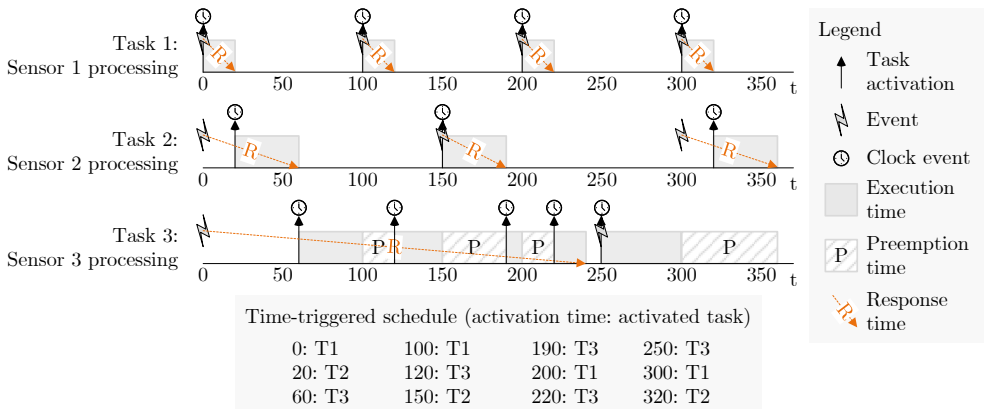 Task 1:
Sensor 1 processing
R
R
R
R
0
50
100
150
200
250
300
350
t
Task 2:
Sensor 2 processing
R
R
R
0
50
100
150
200
250
300
350
t
Task 3:
Sensor 3 processing
P
R
P
P
P
0
50
100
150
200
250
300
350
t
Time-triggered schedule (activation time: activated task)
0: T1 100: T1 190: T3 250: T3
20: T2 120: T3 200: T1 300: T1
60: T3 150: T2 220: T3 320: T2
Legend
Task
activation
Event
Clock event
Execution
time
P
Preemption
time
R
Response
time